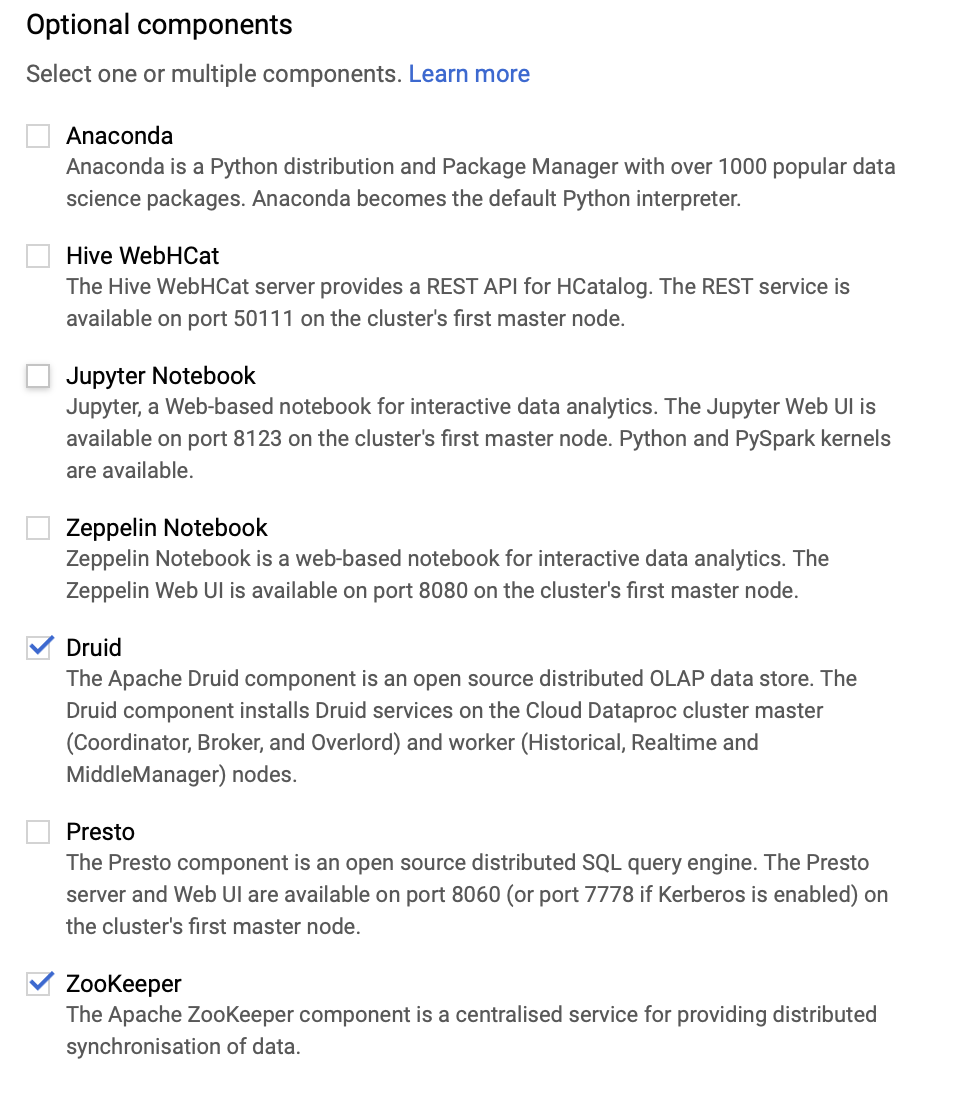 Optional components
Select one or multiple components. Learn more
Anaconda
Anaconda is a Python distribution and Package Manager with over 1000 popular data
science packages. Anaconda becomes the default Python interpreter.
Hive WebHCat
The Hive WebHCat server provides a REST API for HCatalog. The REST service is
available on port 50111 on the cluster's first master node.
Jupyter Notebook
Jupyter, a Web-based notebook for interactive data analytics. The Jupyter Web UI is
available on port 8123 on the cluster's first master node. Python and PySpark kernels
are available.
Zeppelin Notebook
Zeppelin Notebook is a web-based notebook for interactive data analytics. The
Zeppelin Web UI is available on port 8080 on the cluster's first master node.
Druid
The Apache Druid component is an open source distributed OLAP data store. The
Druid component installs Druid services on the Cloud Dataproc cluster master
(Coordinator, Broker, and Overlord) and worker (Historical, Realtime and
MiddleManager) nodes.
Presto
The Presto component is an open source distributed SQL query engine. The Presto
server and Web UI are available on port 8060 (or port 7778 if Kerberos is enabled) on
the cluster's first master node.
ZooKeeper
The Apache ZooKeeper component is a centralised service for providing distributed
synchronisation of data.